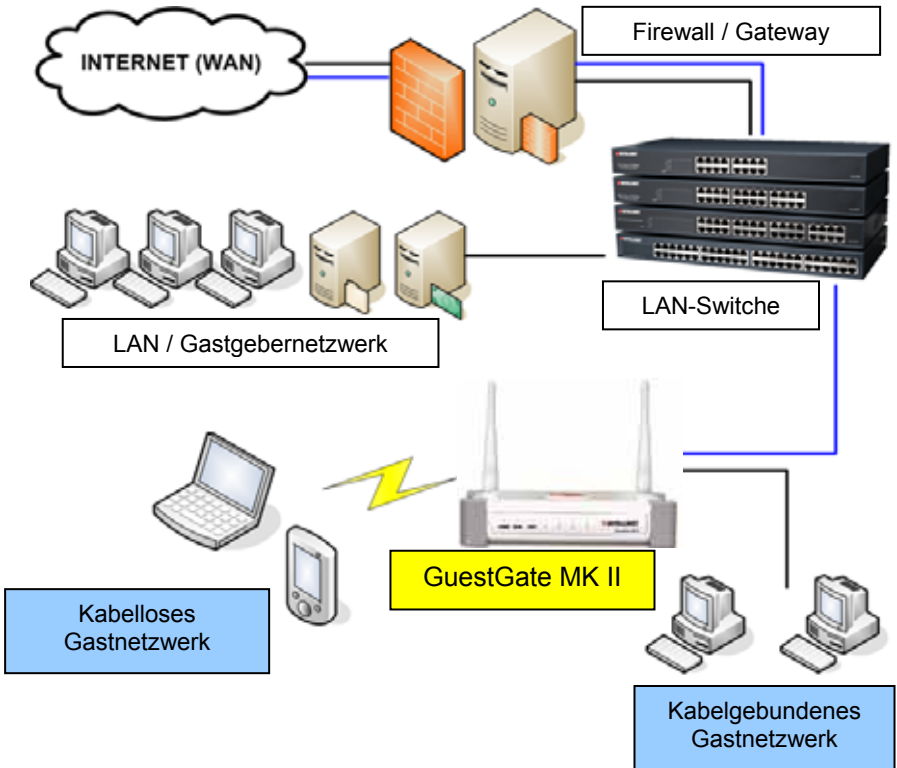 INTERNET (WAN)
Firewall / Gateway
LAN-Switche
LAN / Gastgebernetzwerk
GuestGate MK II
Kabelloses
Gastnetzwerk
Kabelgebundenes
Gastnetzwerk